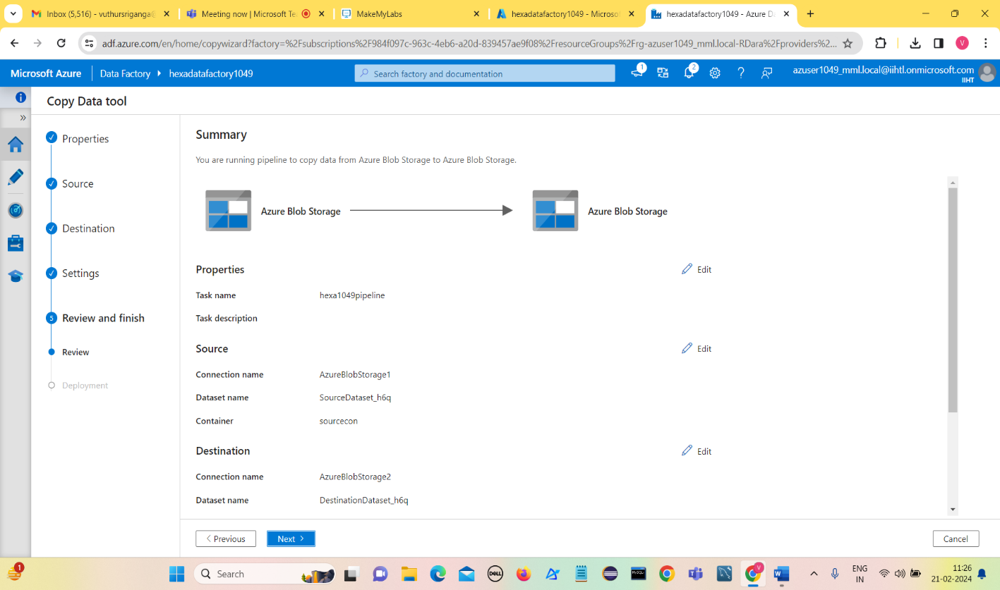 Inbox (5,516) - vuthursriganga@
Meeting now | Microsoft Te
MakeMyLabs
hexadatafactory1049 - Microso
hexadatafactory1049 - Azure Da
adf.azure.com/en/home/copywizard?factory=%2Fsubscriptions%2F984f097c-963c-4eb6-a20d-839457ae9f08%2FresourceGroups%2Frg-azuser1049_mml.local-RDara%2Fproviders%2...
V
Microsoft Azure
Data Factory
hexadatafactory1049
Search factory and documentation
1
2
azuser1049_mml.local@iihtl.onmicrosoft.com
IIHT
Copy Data tool
Properties
Source
Destination
Settings
5
Review and finish
Review
Deployment
Summary
You are running pipeline to copy data from Azure Blob Storage to Azure Blob Storage.
Azure Blob Storage
Azure Blob Storage
Properties
Edit
Task name
hexa1049pipeline
Task description
Source
Edit
Connection name
AzureBlobStorage1
Dataset name
SourceDataset_h6q
Container
sourcecon
Destination
Edit
Connection name
AzureBlobStorage2
Dataset name
DestinationDataset_h6q
Previous
Next
Cancel
1
Search
DELL
MySQL
V
W
ENG
IN
11:26
21-02-2024